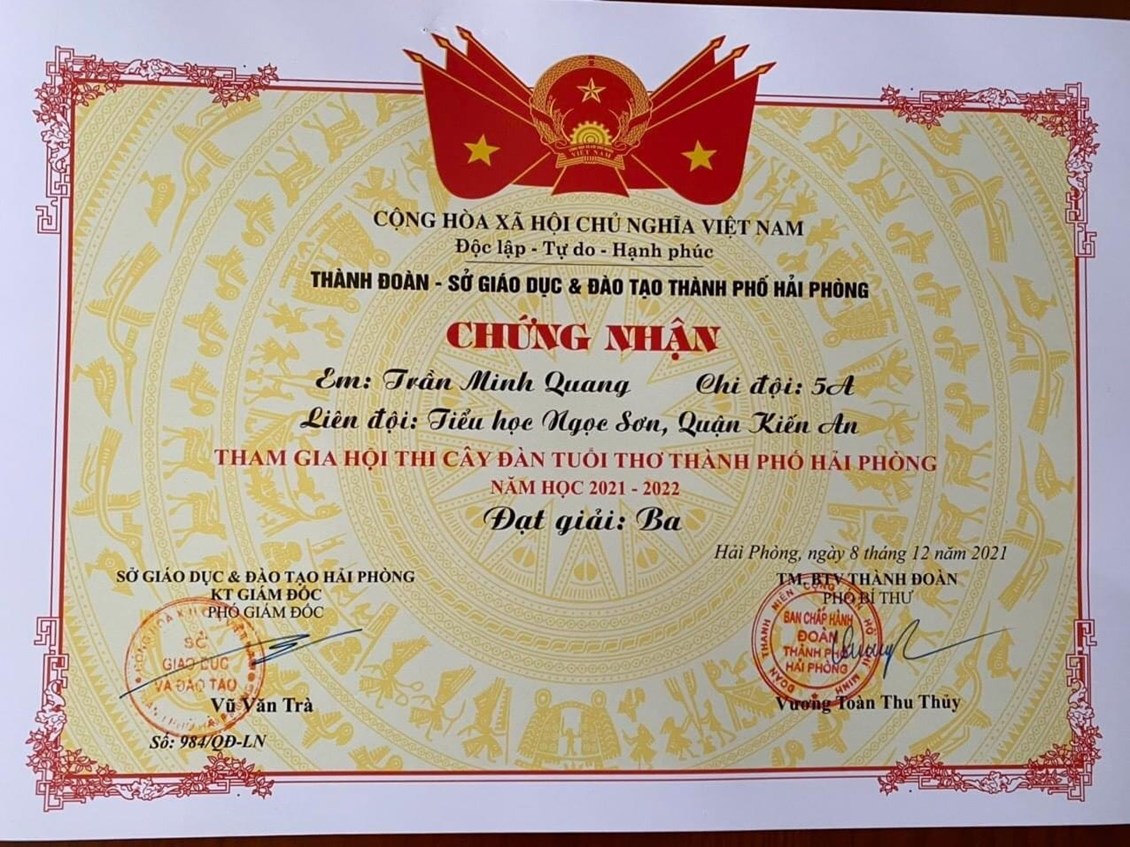 VIỆT NAM
CỘNG HÒA XÃ HỘI CHỦ NGHĨA VIỆT NAM
Độc lập - Tự do - Hạnh phúc
THÀNH ĐOÀN - SỞ GIÁO DỤC & ĐÀO TẠO THÀNH PHỐ HẢI PHÒNG
CHỨNG NHẬN
Em: Trần Minh Quang Chi đội: 5A
Liên đội: Tiểu học Ngọc Sơn, Quận Kiến An
THAM GIA HỘI THI CÂY ĐÀN TUỔI THƠ THÀNH PHỐ HẢI PHÒNG
NĂM HỌC 2021 - 2022
Đạt giải: Ba
Hải Phòng, ngày 8 tháng 12 năm 2021
SỞ GIÁO DỤC & ĐÀO TẠO HẢI PHÒNG
KT GIÁM ĐỐC
PHÓ GIÁM ĐỐC
SỞ
GIÁO DỤC
VÀ ĐÀO TẠO
Vũ Văn Trà
Số: 984/QĐ-LN
TM. BTV THÀNH ĐOÀN
PHÓ BÍ THƯ
BAN CHẤP HÀNH
ĐOÀN
THÀNH PHỐ
HẢI PHÒNG
Vương Toàn Thu Thủy